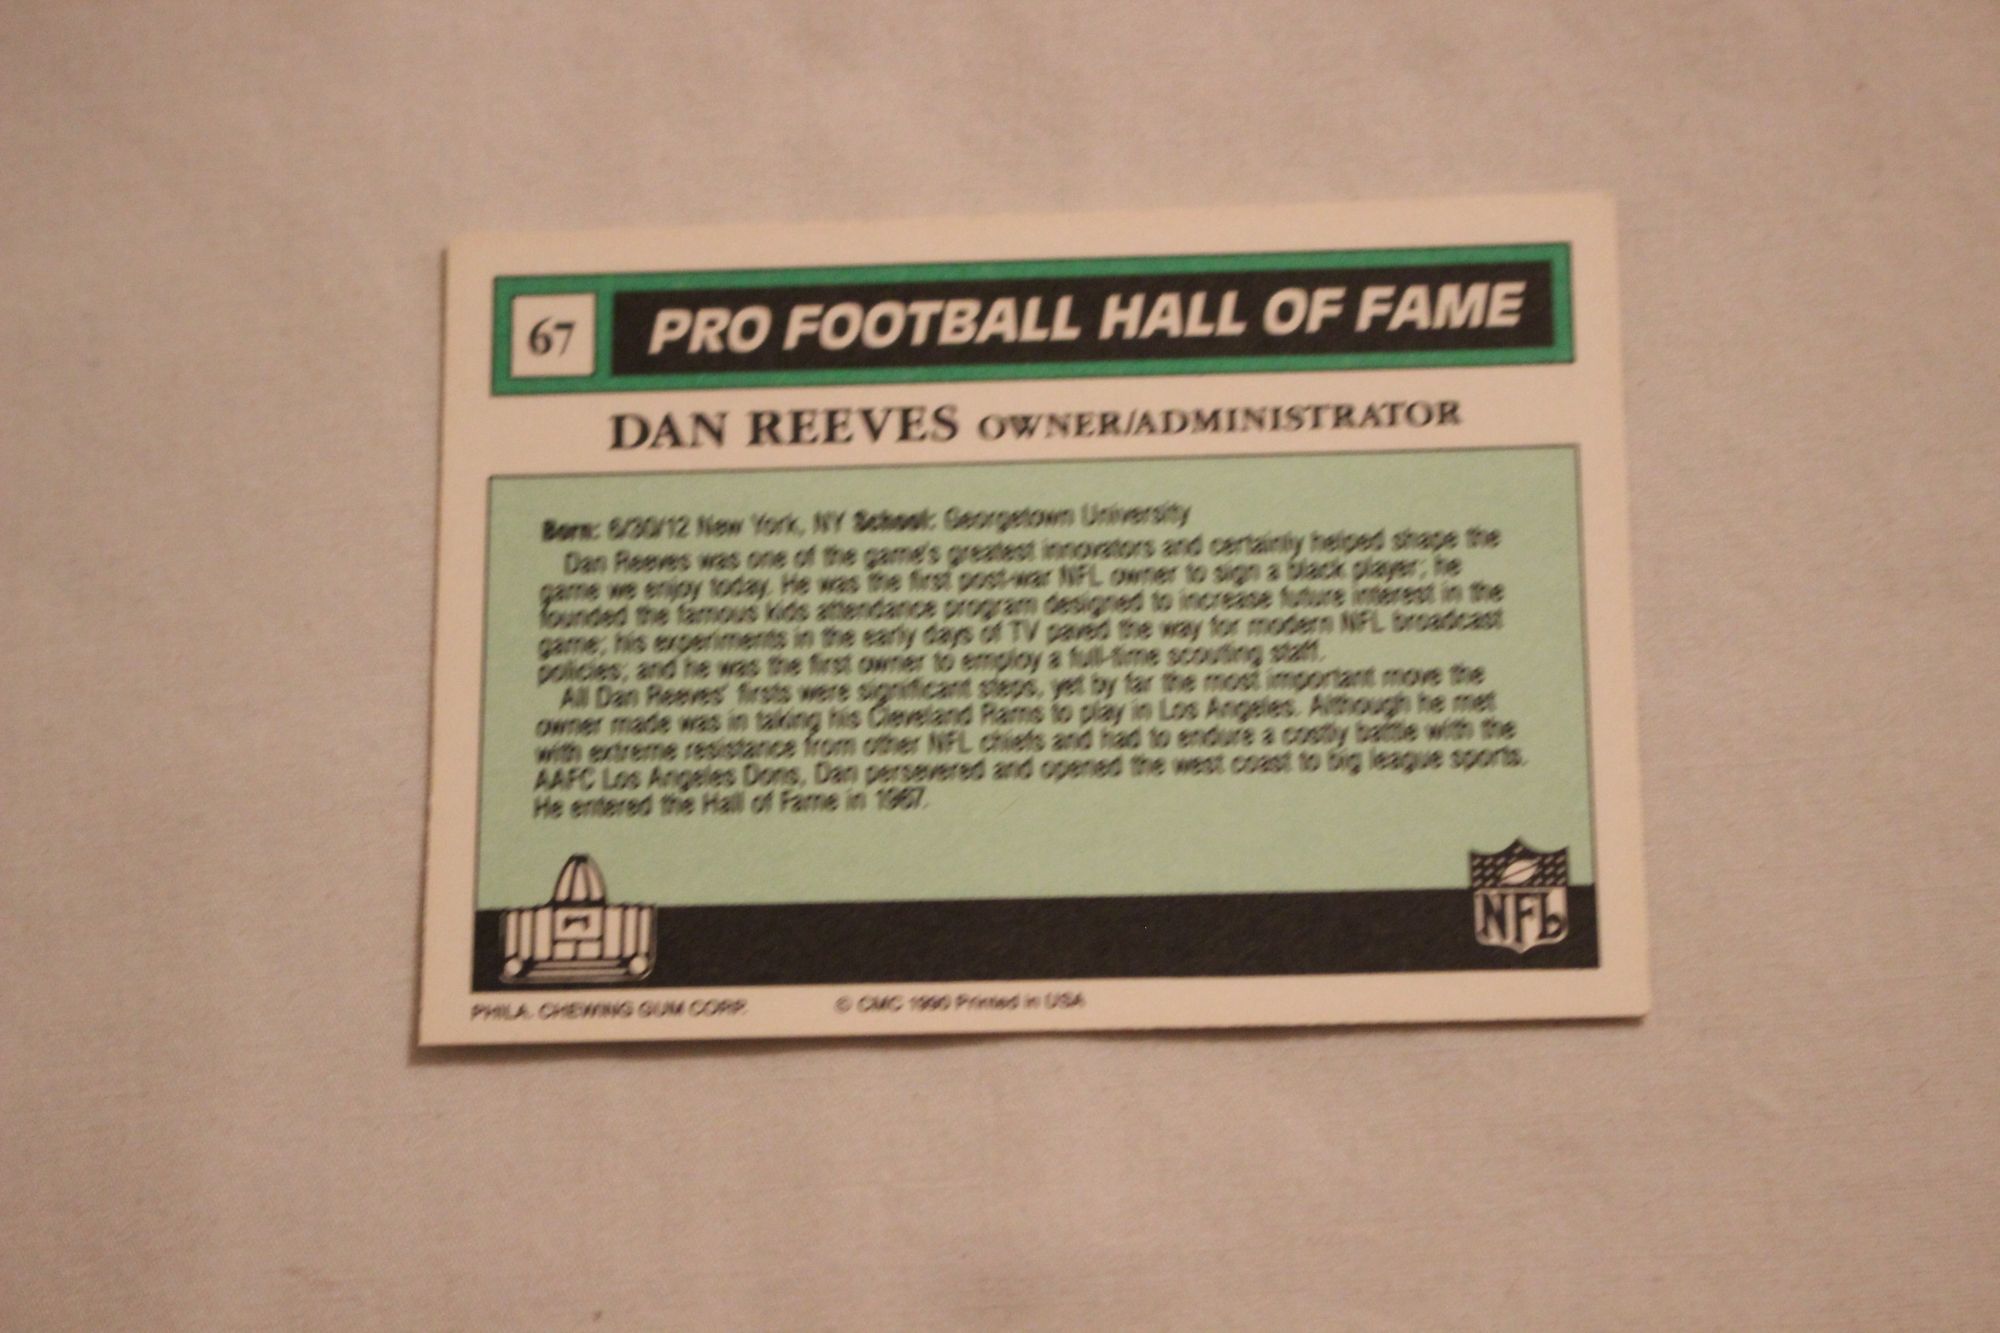 67
PRO FOOTBALL HALL OF FAME
DAN REEVES OWNER/ADMINISTRATOR
Born: 6/30/12 New York, NY School: Georgetown University
Dan Reeves was one of the game's greatest innovators and certainly helped shape the
game we enjoy today. He was the first post-war NFL owner to sign a black player; he
founded the famous kids attendance program designed to increase future interest in the
game; his experiments in the early days of TV paved the way for modern NFL broadcast
policies; and he was the first owner to employ a full-time scouting staff.
All Dan Reeves' firsts were significant steps, yet by far the most important move the
owner made was in taking his Cleveland Rams to play in Los Angeles. Although he met
with extreme resistance from other NFL chiefs and had to endure a costly battle with the
AAFC Los Angeles Dons, Dan persevered and opened the west coast to big league sports.
He entered the Hall of Fame in 1967.
NFL
PHILA. CHEWING GUM CORP. © CMC 1990 Printed in USA